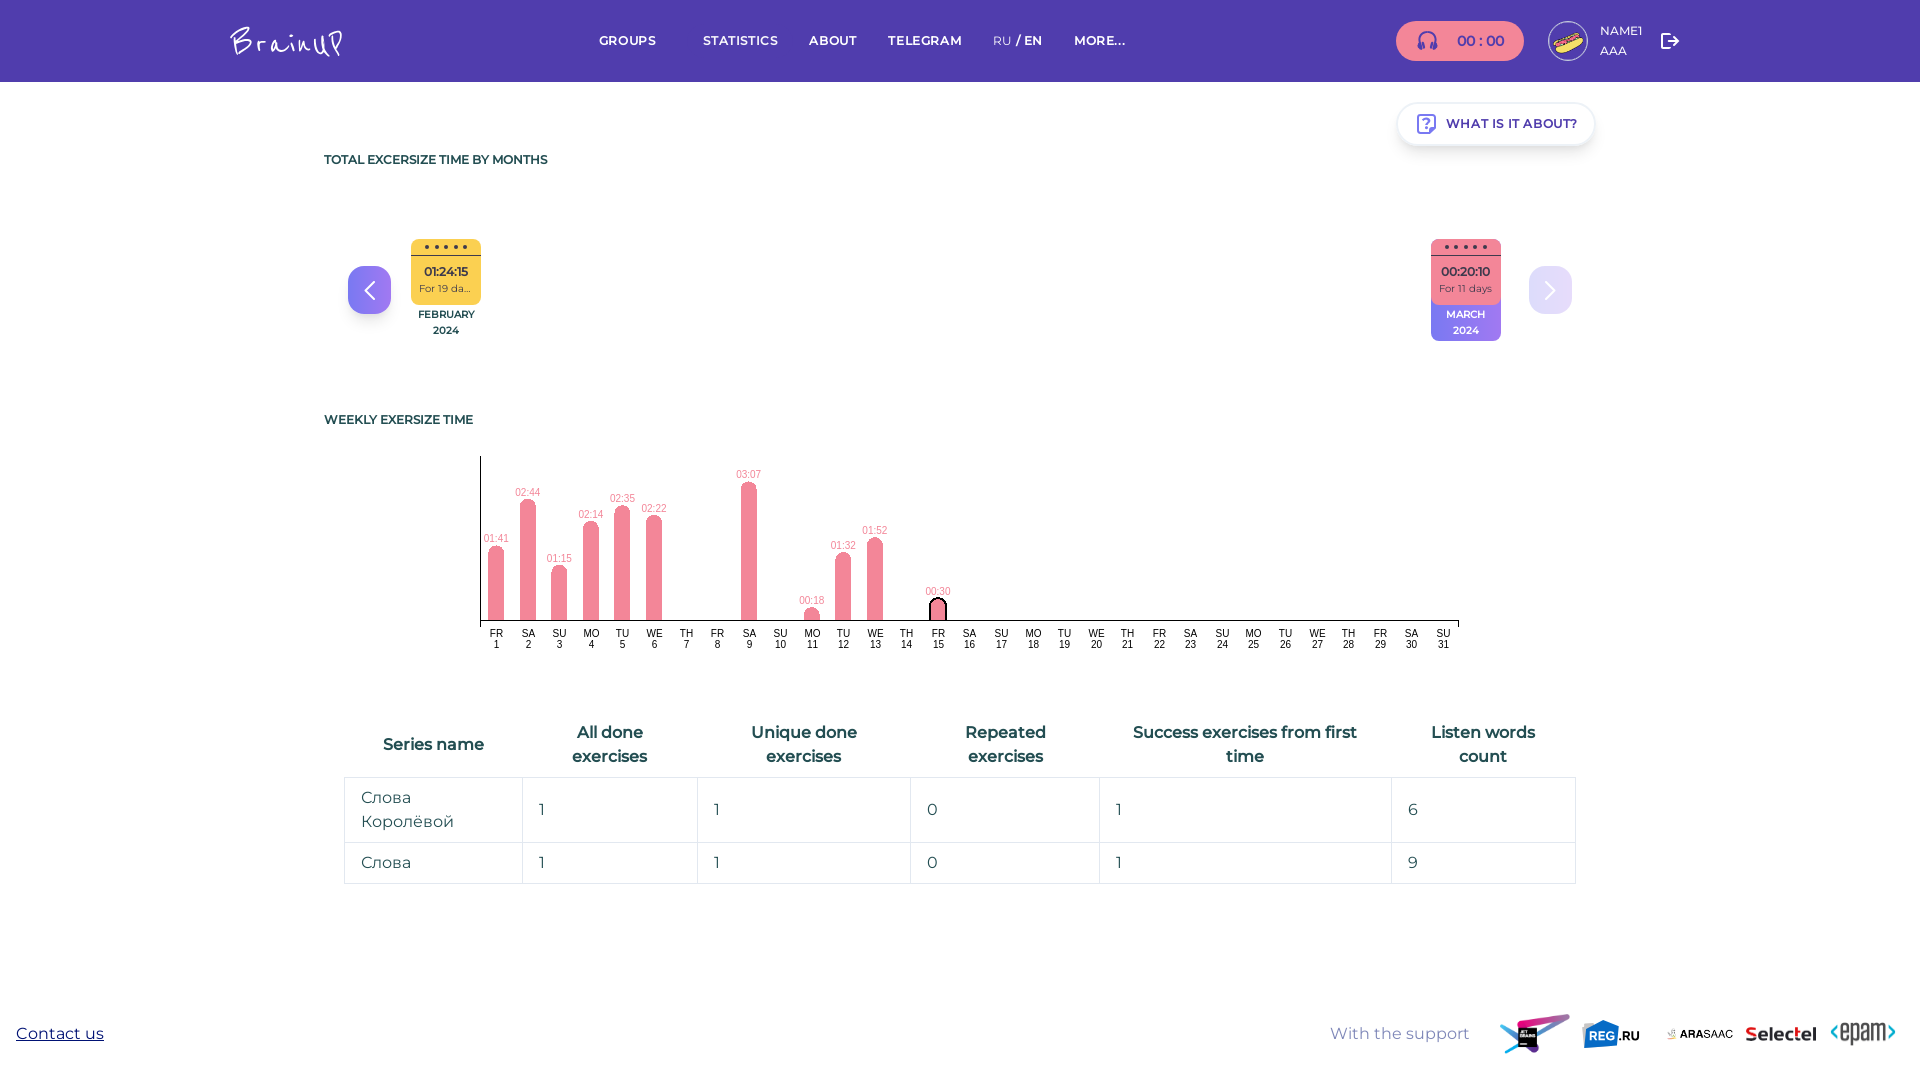 BrainUP
GROUPS STATISTICS ABOUT TELEGRAM RU / EN MORE...
00 : 00
NAME1
AAA
WHAT IS IT ABOUT?
TOTAL EXCERSIZE TIME BY MONTHS
01:24:15
For 19 da...
FEBRUARY
2024
00:20:10
For 11 days
MARCH
2024
WEEKLY EXERSIZE TIME
01:41 02:44 01:15 02:14 02:35 02:22 03:07 00:18 01:32 01:52 00:30
FR SA SU MO TU WE TH FR SA SU MO TU WE TH FR SA SU MO TU WE TH FR SA SU MO TU WE TH FR SA SU
1 2 3 4 5 6 7 8 9 10 11 12 13 14 15 16 17 18 19 20 21 22 23 24 25 26 27 28 29 30 31
Series name All done exercises Unique done exercises Repeated exercises Success exercises from first time Listen words count
Слова Королёвой 1 1 0 1 6
Слова 1 1 0 1 9
Contact us
With the support
JET
BRAINS
REG.RU
ARASAAC
Selectel
<epam>